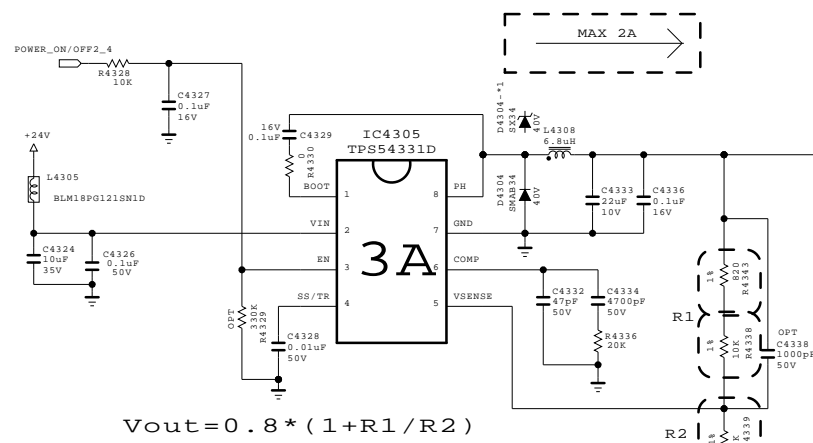 MAX 2A
POWER_ON/OFF2_4
R4328
10K
C4327
0.1uF
16V
+24V
L4305
BLM18PG121SN1D
C4324
10uF
35V
C4326
0.1uF
50V
16V
0.1uF
C4329
0
R4330
IC4305
TPS54331D
3A
BOOT
1
VIN
2
EN
3
SS/TR
4
PH
8
GND
7
COMP
6
VSENSE
5
OPT
330K
R4329
C4328
0.01uF
50V
D4304-*1
SX34
40V
D4304
SMAB34
40V
L4308
6.8uH
C4333
22uF
10V
C4336
0.1uF
16V
C4332
47pF
50V
C4334
4700pF
50V
R4336
20K
1%
820
R4343
R1
1%
10K
R4338
OPT
C4338
1000pF
50V
R2
1%
Vout=0.8*(1+R1/R2)